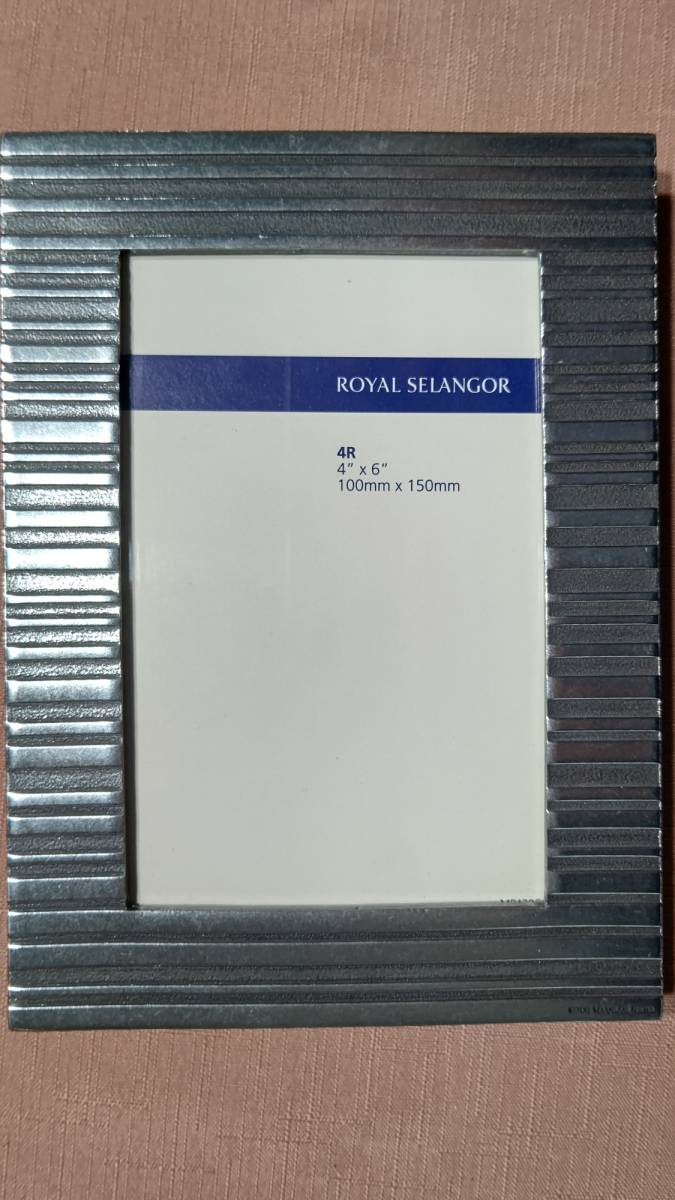 ROYAL SELANGOR
4R
4” x 6”
100mm x 150mm